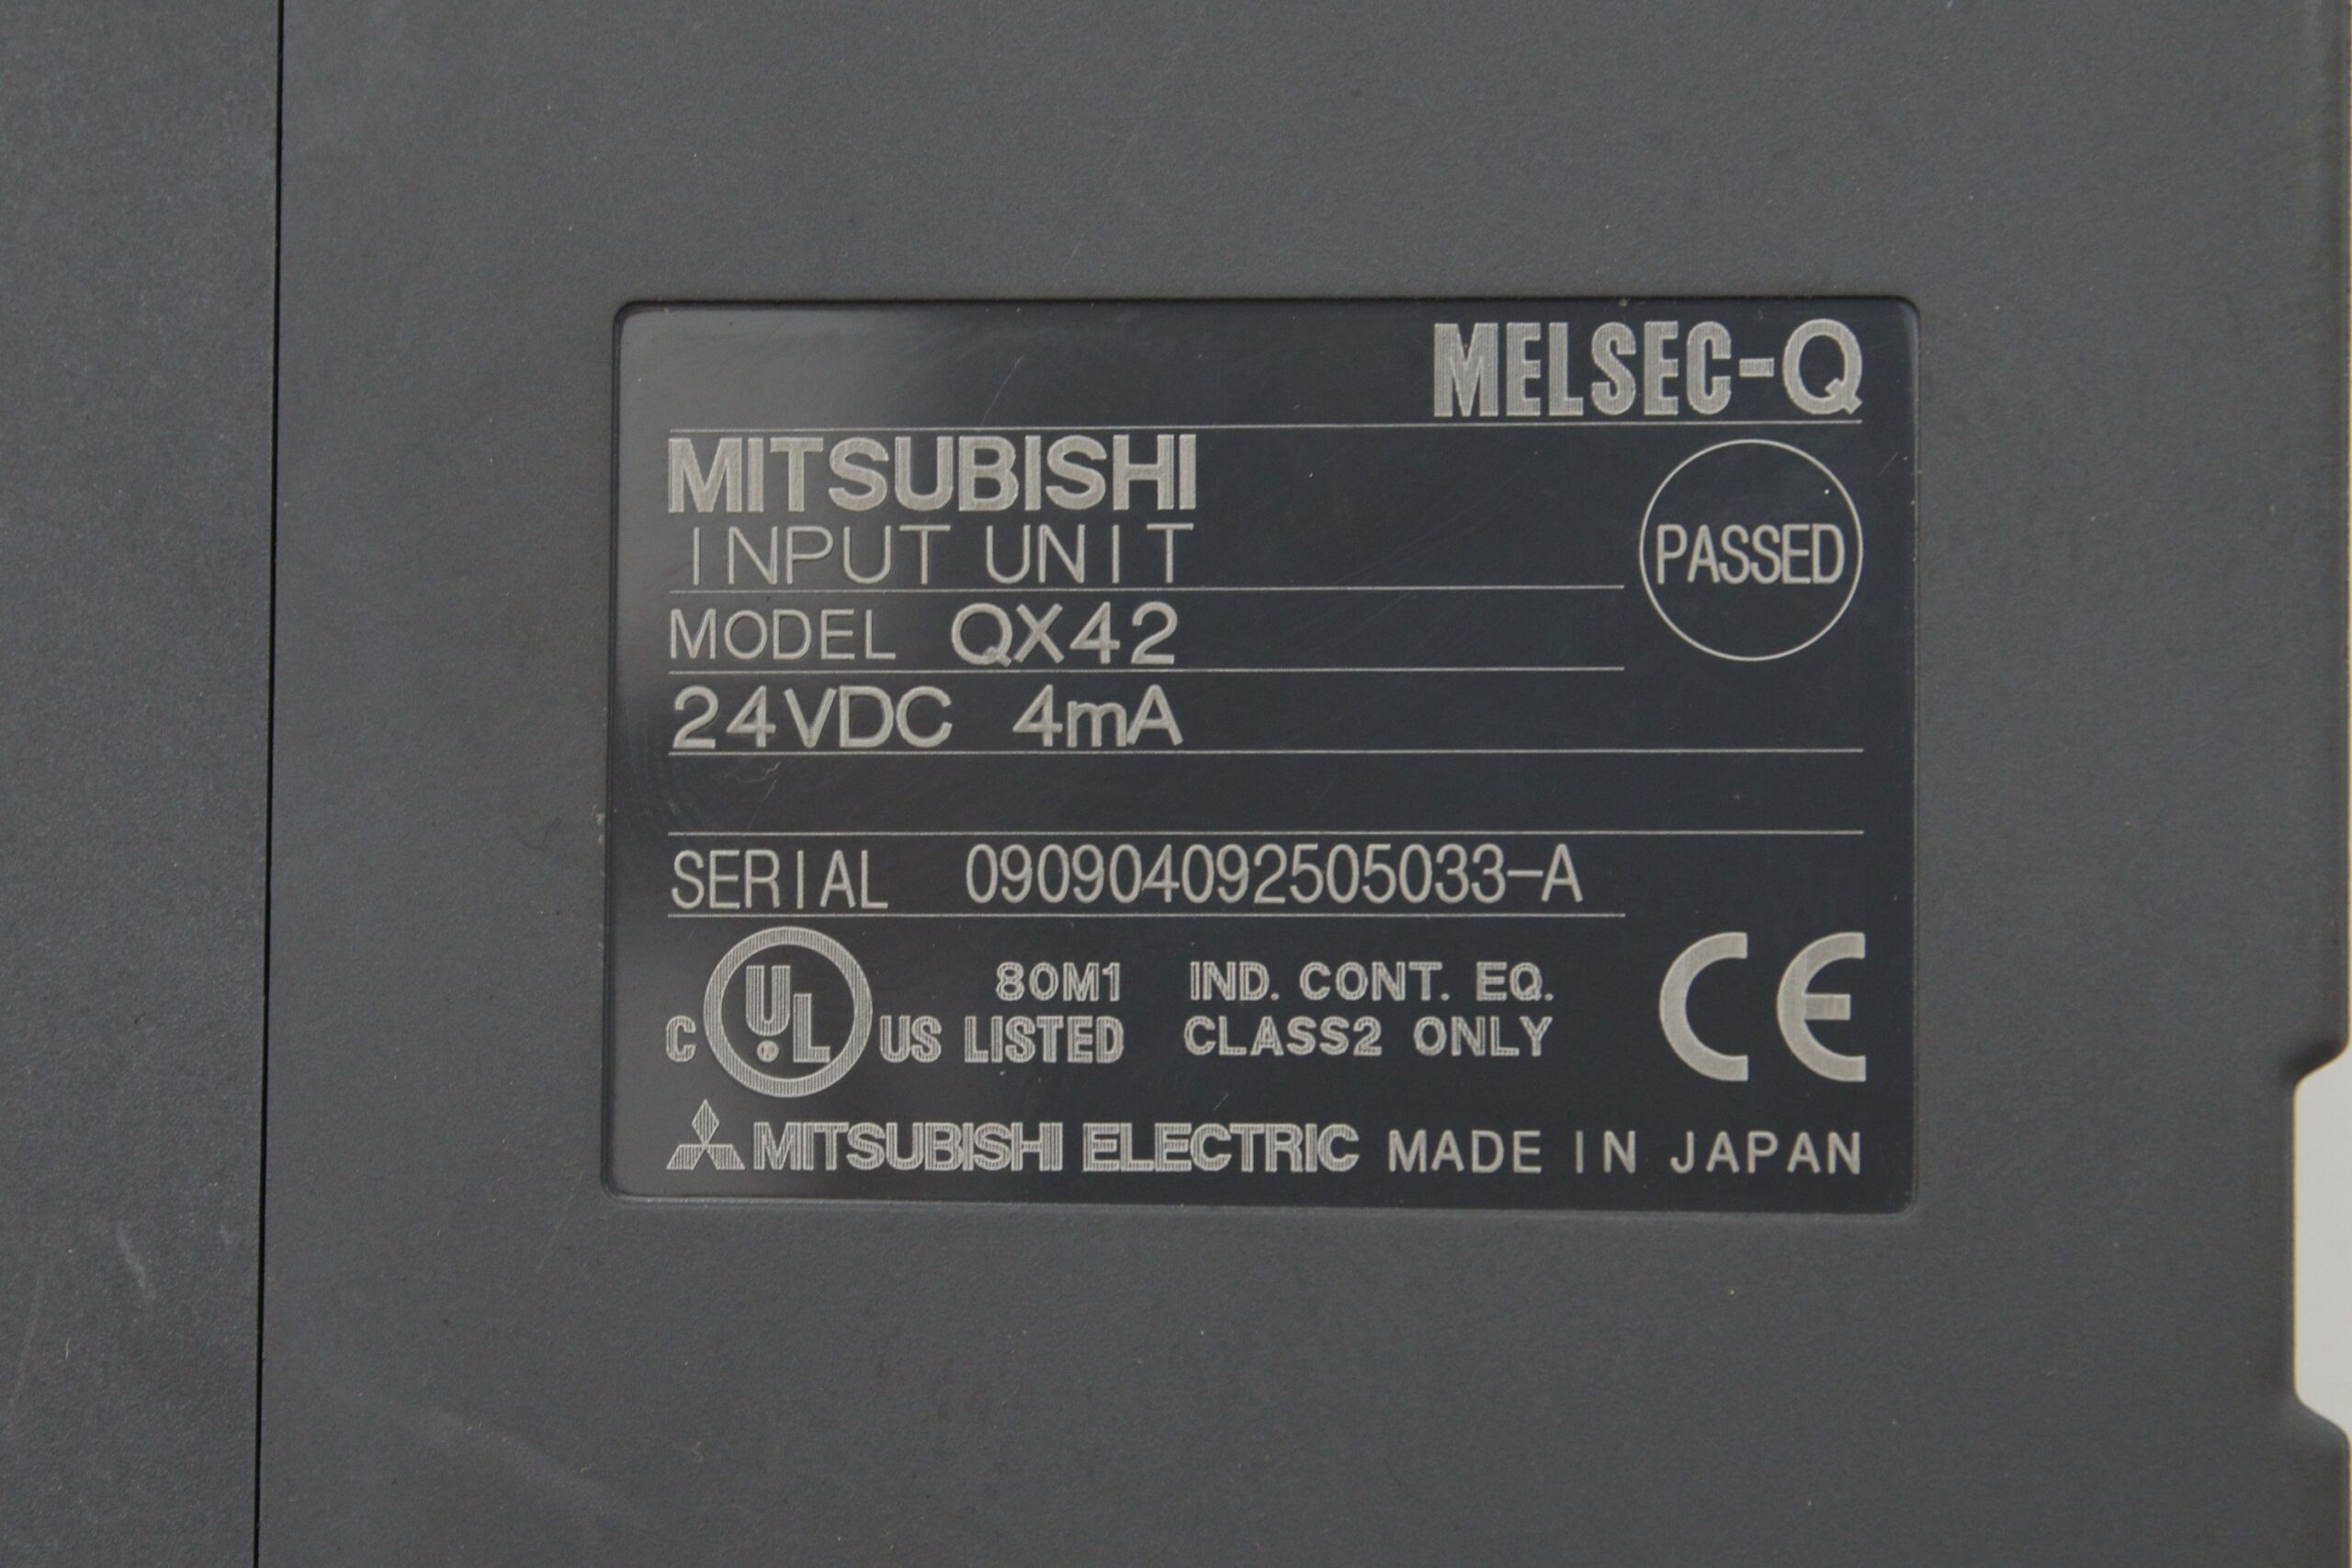 MELSEC-Q
MITSUBISHI
INPUT UNIT
PASSED
MODEL QX42
24VDC 4mA
SERIAL 090904092505033-A
C UL US LISTED
80M1 IND. CONT. EQ.
CLASS2 ONLY
CE
MITSUBISHI ELECTRIC MADE IN JAPAN